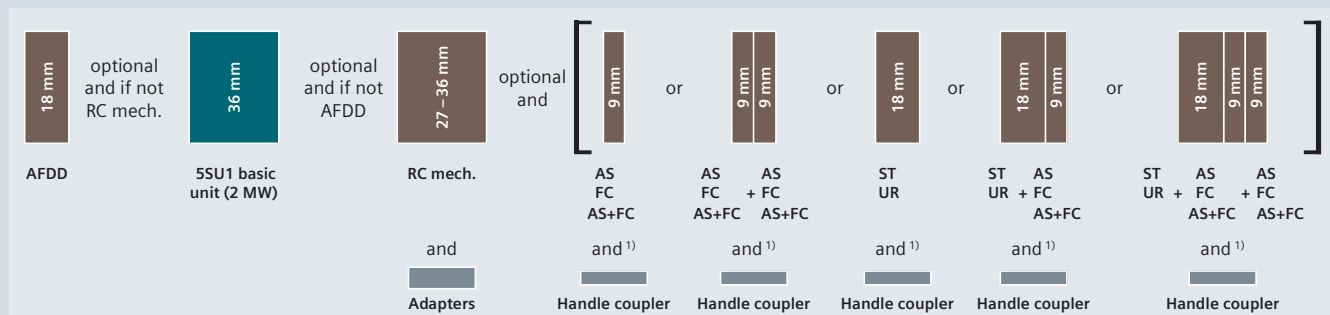 18 mm
optional
and if not
RC mech.
36 mm
optional
and if not
AFDD
27 – 36 mm
optional
and
9 mm
or
9 mm
9 mm
or
18 mm
or
18 mm
9 mm
or
18 mm
9 mm
9 mm
AFDD
5SU1 basic
unit (2 MW)
RC mech.
AS
FC
AS+FC
AS AS
FC + FC
AS+FC AS+FC
ST
UR
ST AS
UR + FC
AS+FC
ST AS AS
UR + FC + FC
AS+FC AS+FC
and
and 1)
and 1)
and 1)
and 1)
and 1)
Adapters
Handle coupler
Handle coupler
Handle coupler
Handle coupler
Handle coupler